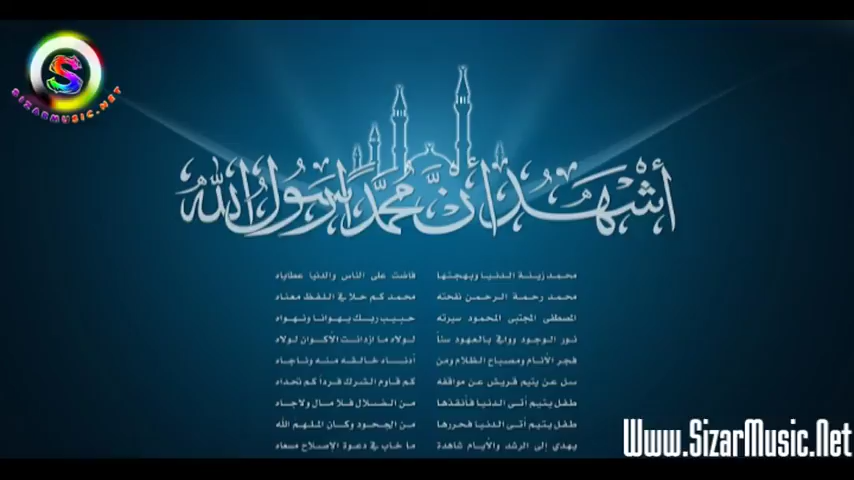 SIZARMUSIC.NET
أشهد أن محمداً رسول الله
محمد زينة الدنيا وبهجتها فاضت على الناس والدنيا عطاياه
محمد رحمة الرحمن نفحته محمد كم حلا في اللفظ معناه
المصطفى المجتبى المحمود سيرته حبيب ربك يهوانا ونهواه
نور الوجود ووافي بالعهود سناً لولاه ما ازدانت الأكوان لولاه
فجر الأنام ومصباح الظلام ومن أدناه خالقه منه وناجاه
سل عن يتيم قريش عن مواقفه كم قاوم الشرك فرداً كم تحداه
طفل يتيم أتى الدنيا فأنقذها من الضلال فلا مال ولا جاه
طفل يتيم أتى الدنيا فحررها من الجحود وكان الملهم الله
يهدي إلى الرشد والأيام شاهدة ما خاب في دعوة الإصلاح مسعاه
Www.SizarMusic.Net